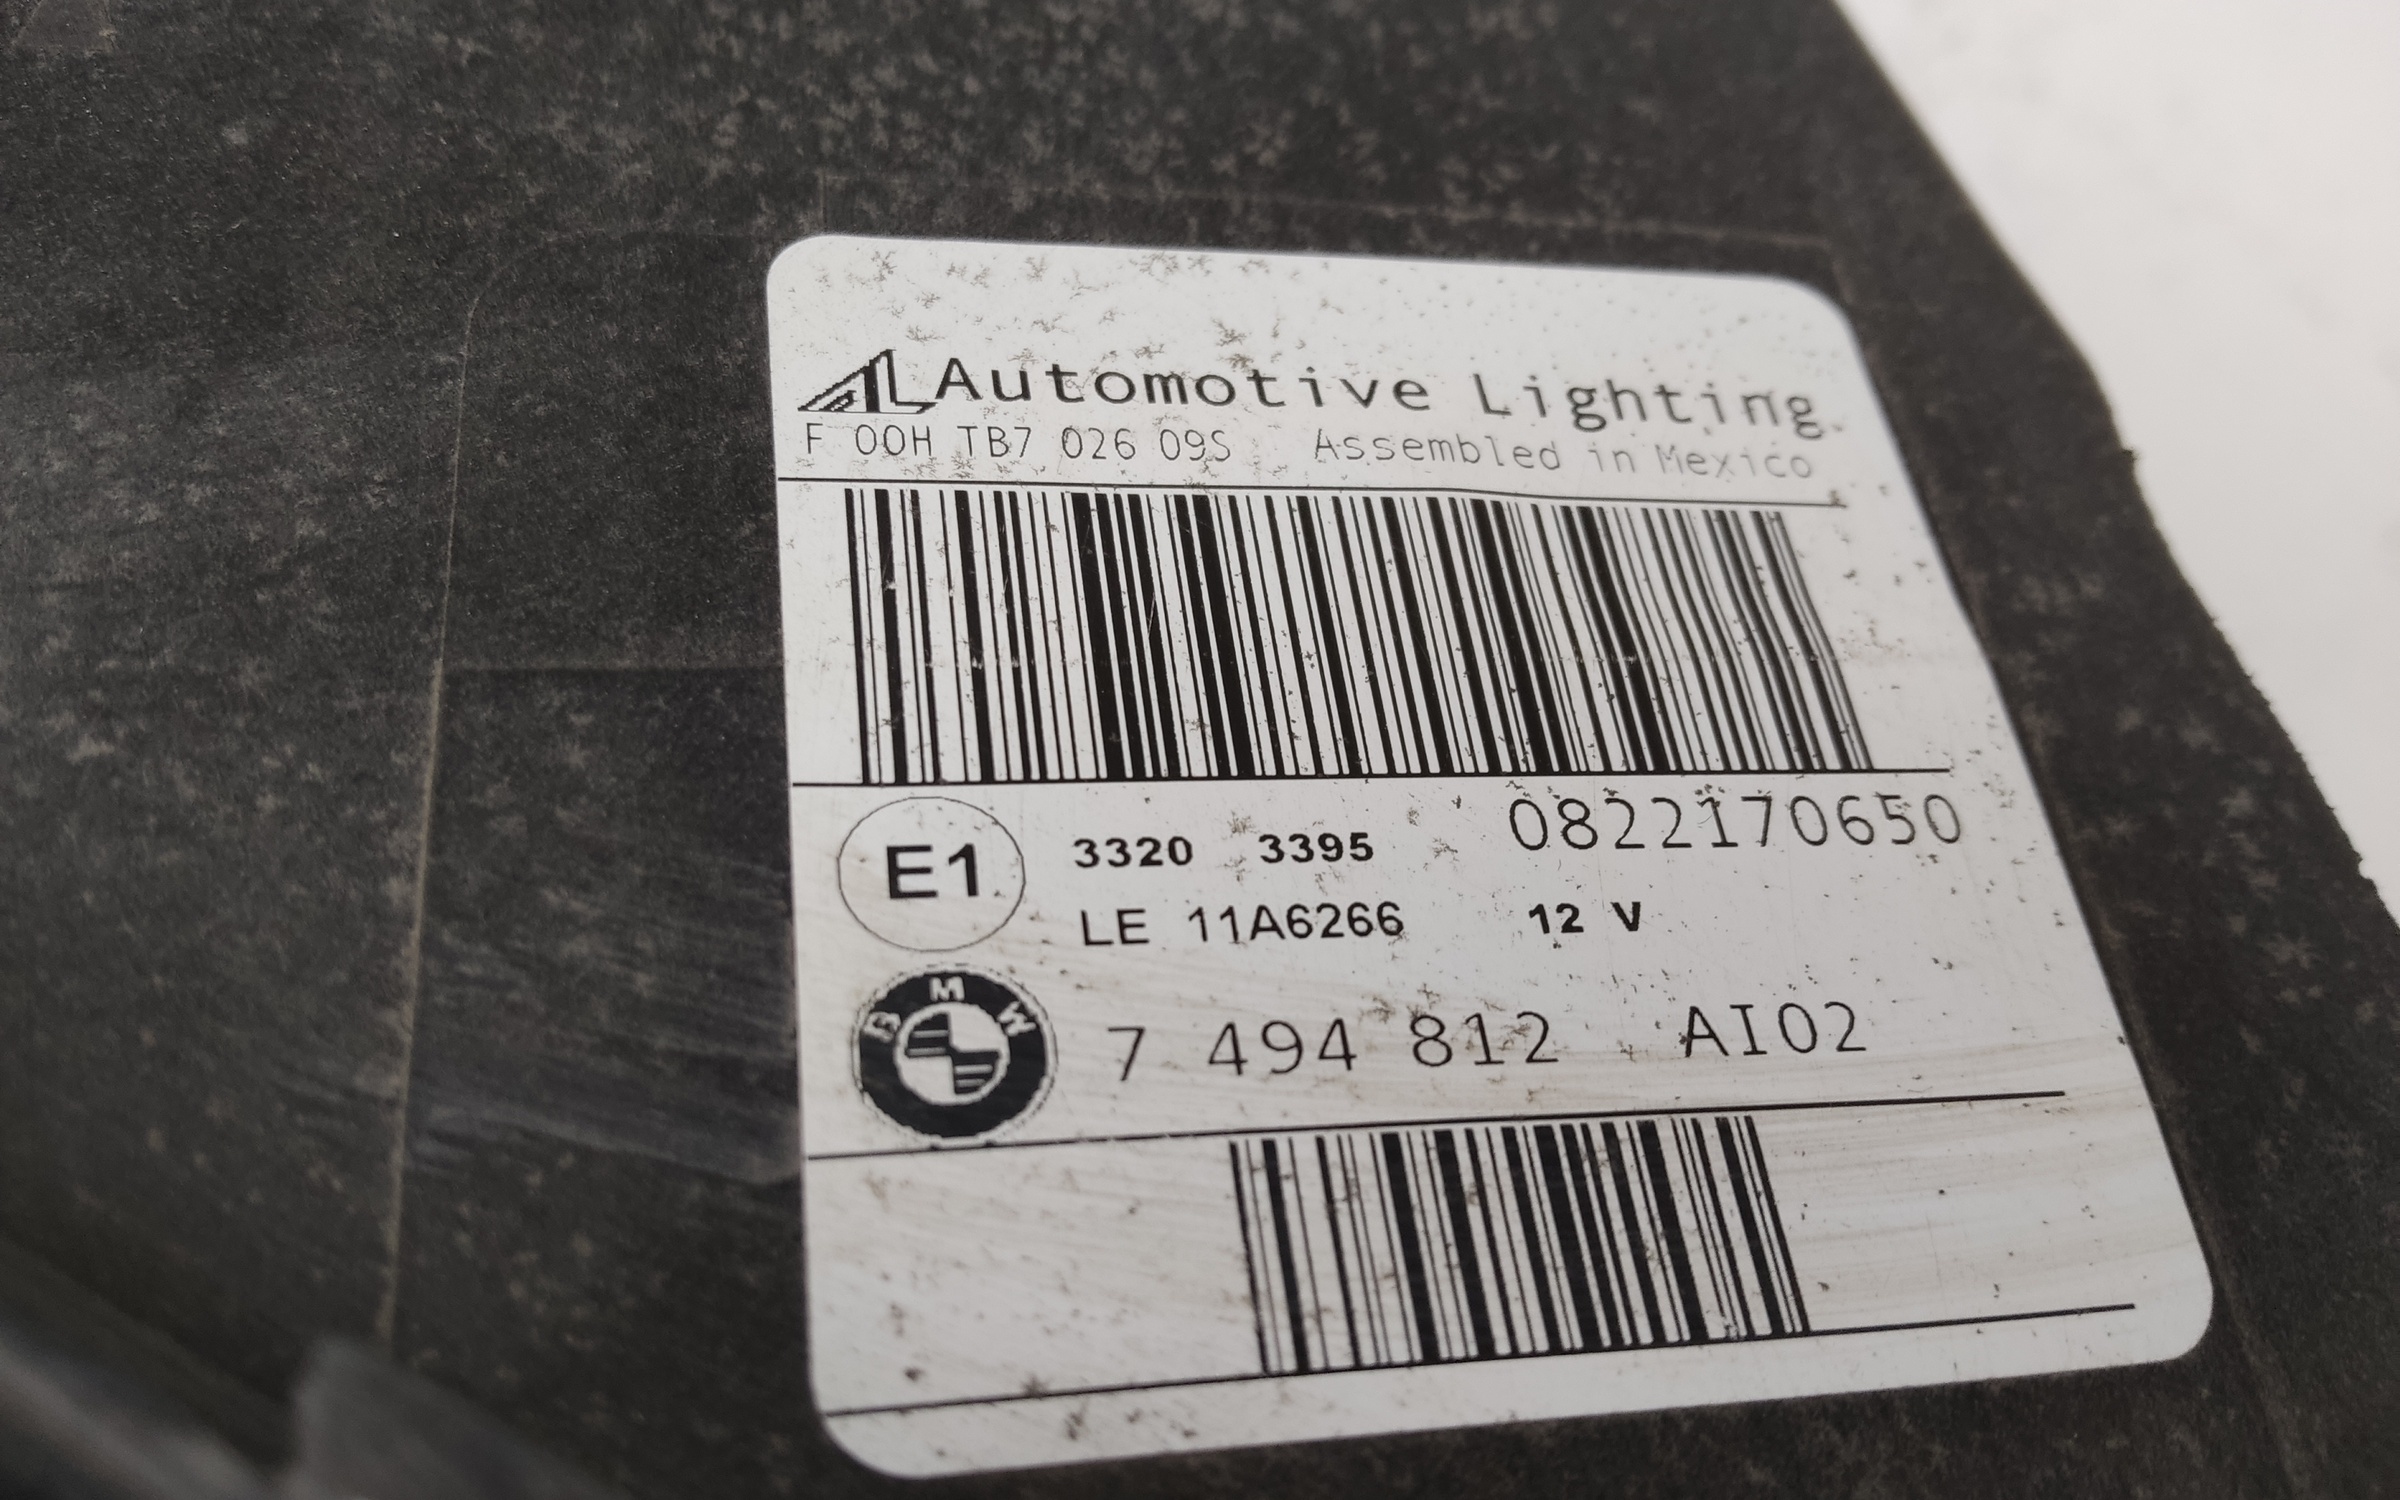 AL Automotive Lighting
F 00H TB7 026 09S Assembled in Mexico
E1 3320 3395 0822170650
LE 11A6266 12 V
BMW 7 494 812 AI02